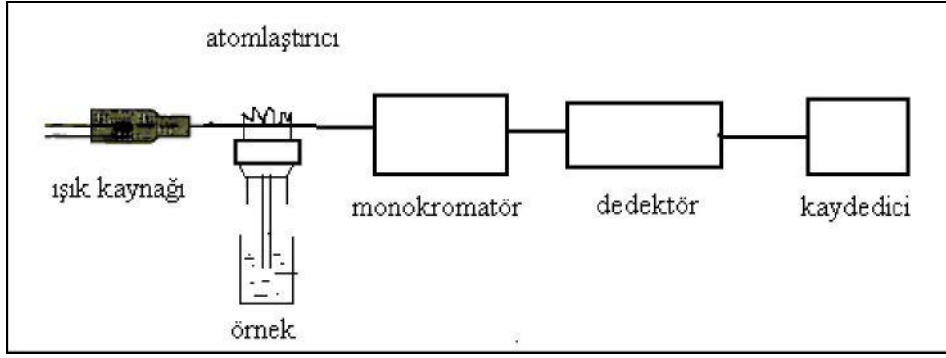 atomlaştırıcı
ışık kaynağı
monokromatör
dedektör
kaydedici
örnek